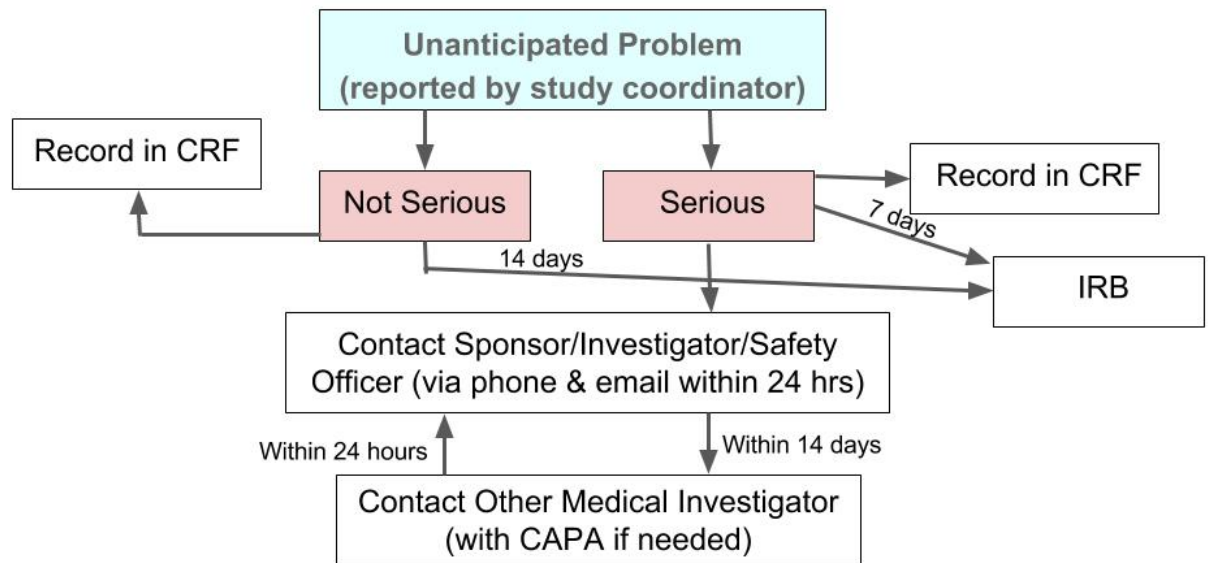 Unanticipated Problem
(reported by study coordinator)
Record in CRF
Record in CRF
Not Serious
Serious
7 days
14 days
IRB
Contact Sponsor/Investigator/Safety
Officer (via phone & email within 24 hrs)
Within 24 hours
Within 14 days
Contact Other Medical Investigator
(with CAPA if needed)